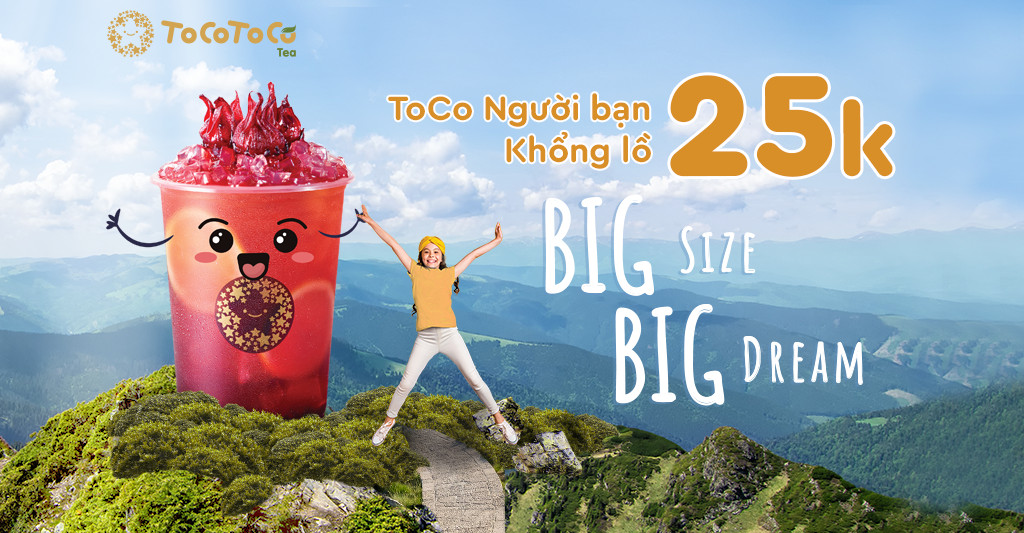 ToCoToCo
Tea
ToCo Người bạn
Khổng lồ
25k
BIG SIZE
BIG DREAM